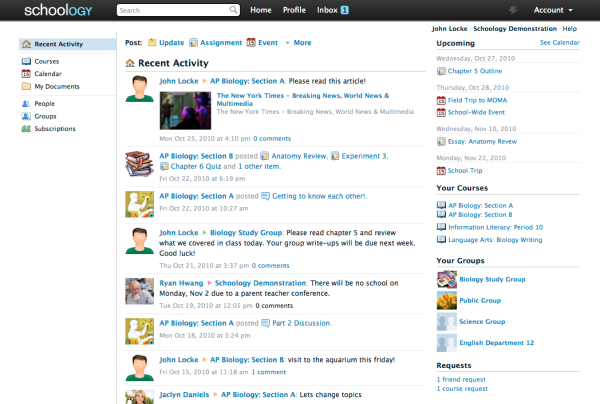 schoology Search Home Profile Inbox 1 Account
John Locke · Schoology Demonstration · Help
Recent Activity
Courses
Calendar
My Documents
People
Groups
Subscriptions
Post: Update Assignment Event More
Recent Activity
John Locke ▸ AP Biology: Section A: Please read this article!
The New York Times - Breaking News, World News &
Multimedia
The New York Times - Breaking News, World News & Multimedia
Mon Oct 25, 2010 at 4:10 pm 0 comments
AP Biology: Section B posted Anatomy Review, Experiment 3,
Chapter 6 Quiz and 1 other item.
Fri Oct 22, 2010 at 6:19 pm
AP Biology: Section A posted Getting to know each other!.
Fri Oct 22, 2010 at 10:27 am
John Locke ▸ Biology Study Group: Please read chapter 5 and review
what we covered in class today. Your group write-ups will be due next week.
Good luck!
Thu Oct 21, 2010 at 3:37 pm 0 comments
Ryan Hwang ▸ Schoology Demonstration: There will be no school on
Monday, Nov 2 due to a parent teacher conference.
Tue Oct 19, 2010 at 12:05 pm 0 comments
AP Biology: Section A posted Part 2 Discussion.
Mon Oct 18, 2010 at 3:24 pm
John Locke ▸ AP Biology: Section B: visit to the aquarium this friday!
Fri Oct 15, 2010 at 11:18 am 1 comment
Jaclyn Daniels ▸ AP Biology: Section A: Lets change topics
Upcoming See Calendar
Wednesday, Oct 27, 2010
Chapter 5 Outline
Thursday, Oct 28, 2010
Field Trip to MOMA
School-Wide Event
Wednesday, Nov 10, 2010
Essay: Anatomy Revew
Monday, Nov 22, 2010
School Trip
Your Courses
AP Biology: Section A
AP Biology: Section B
Information Literacy: Period 10
Language Arts: Biology Writing
Your Groups
Biology Study Group
Public Group
Science Group
English Department 12
Requests
1 friend request
1 course request